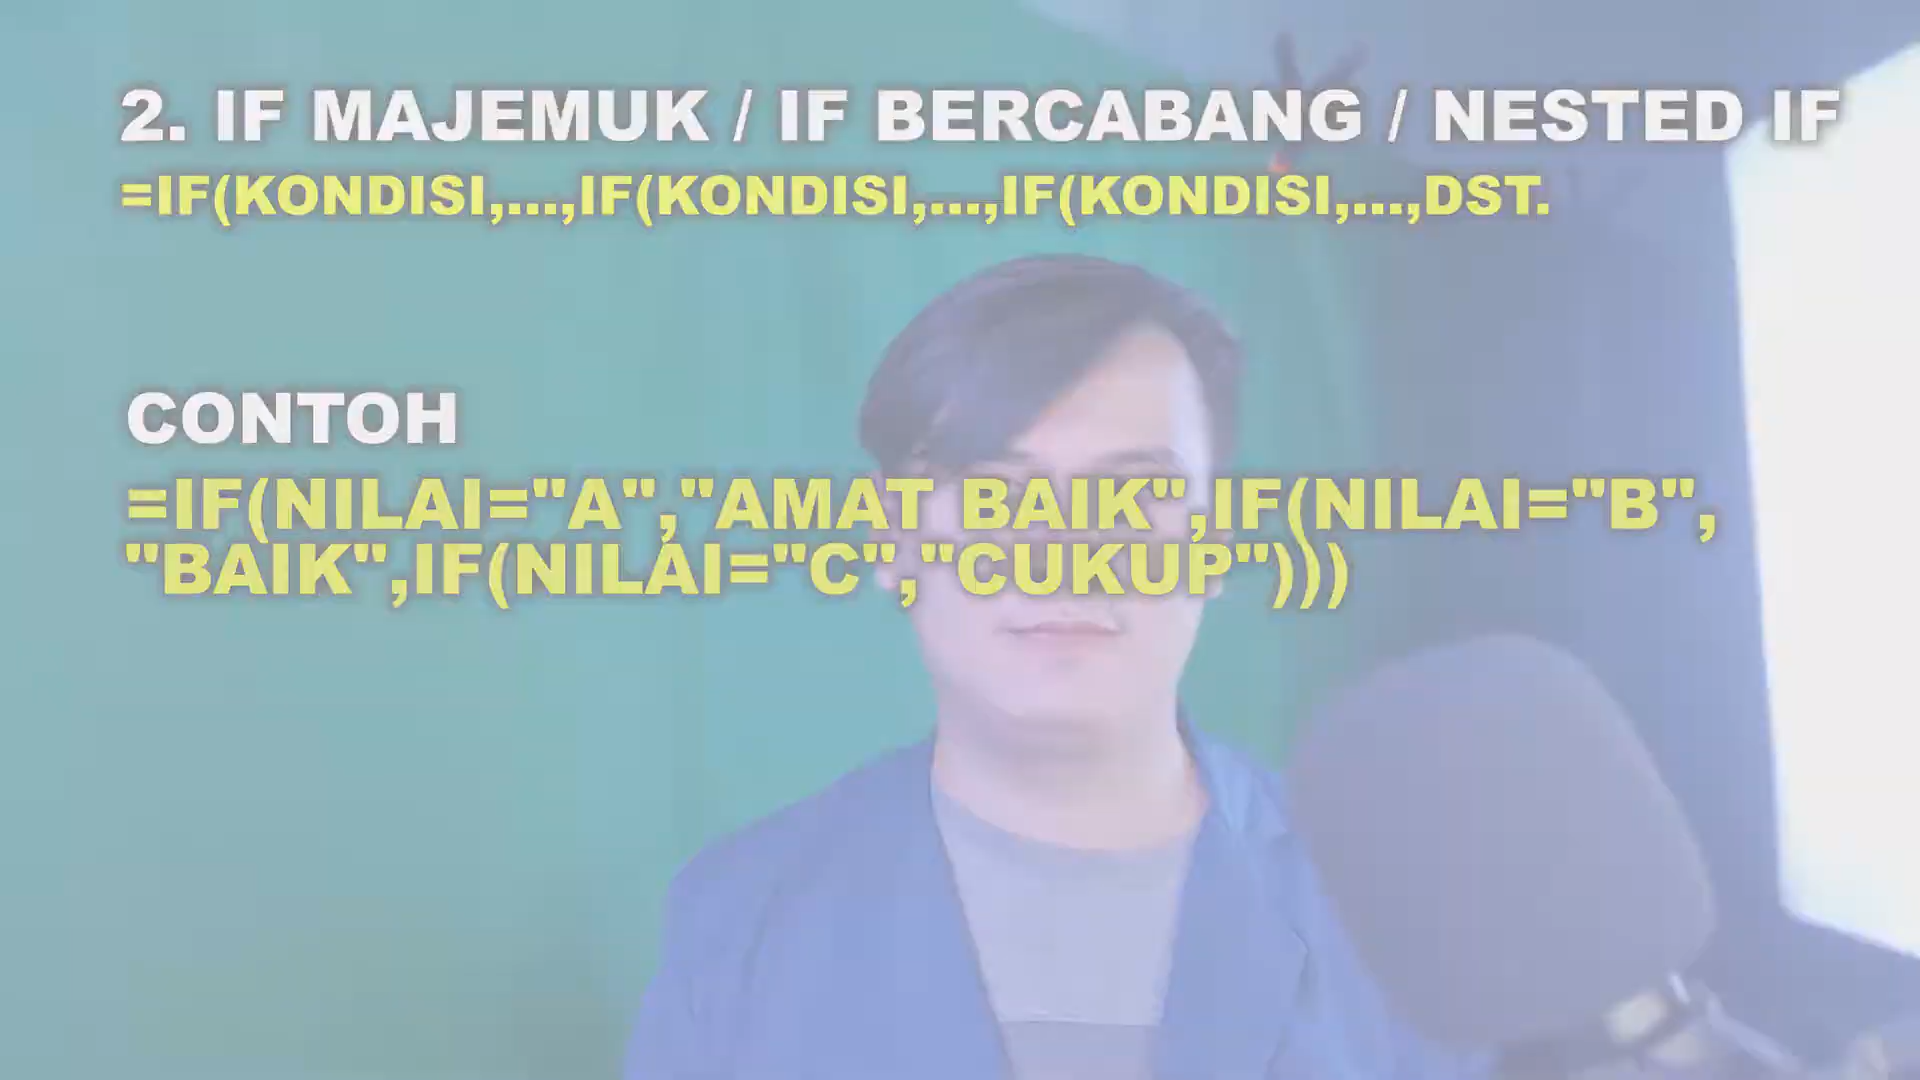 2. IF MAJEMUK / IF BERCABANG / NESTED IF
=IF(KONDISI,...,IF(KONDISI,...,IF(KONDISI,...,DST.
CONTOH
=IF(NILAI="A","AMAT BAIK",IF(NILAI="B",
"BAIK",IF(NILAI="C","CUKUP")))